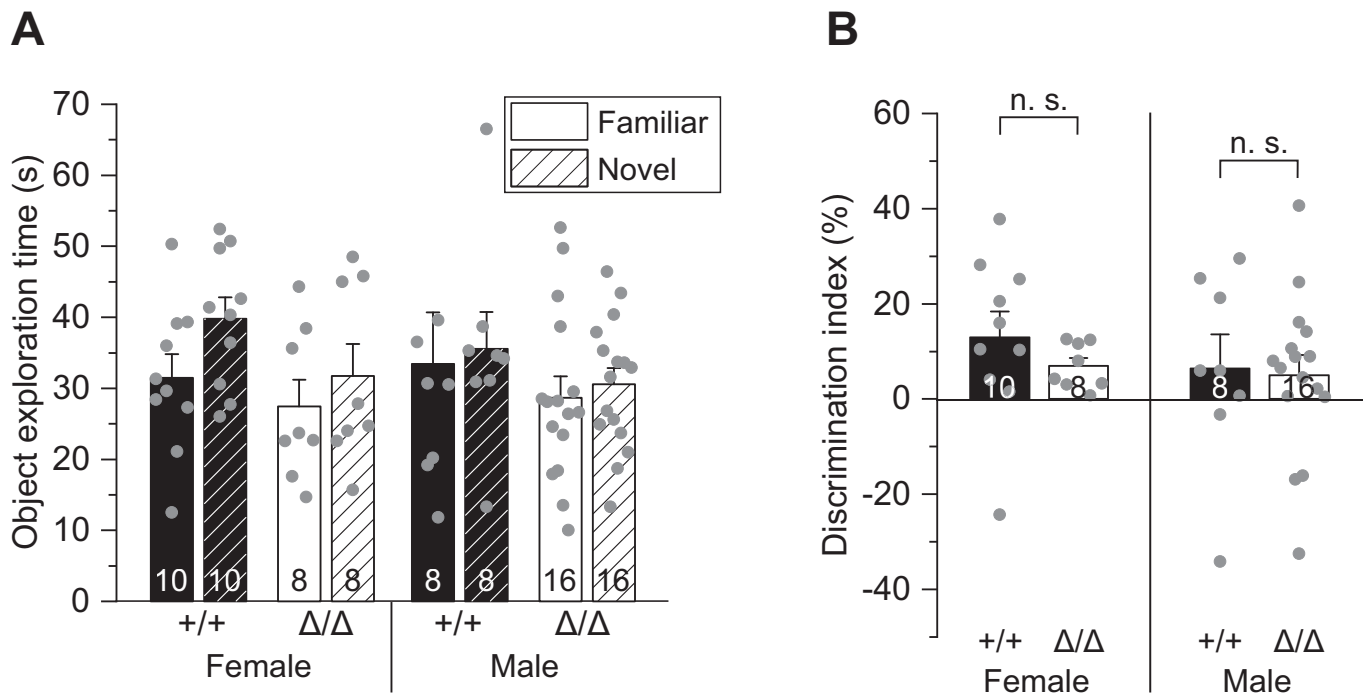 A
Object exploration time (s)
70
60
50
40
30
20
10
0
Familiar
Novel
10
10
8
8
8
8
16
16
+/+
Δ/Δ
+/+
Δ/Δ
Female
Male
B
Discrimination index (%)
60
40
20
0
-20
-40
n. s.
n. s.
10
8
8
16
+/+
Δ/Δ
+/+
Δ/Δ
Female
Male